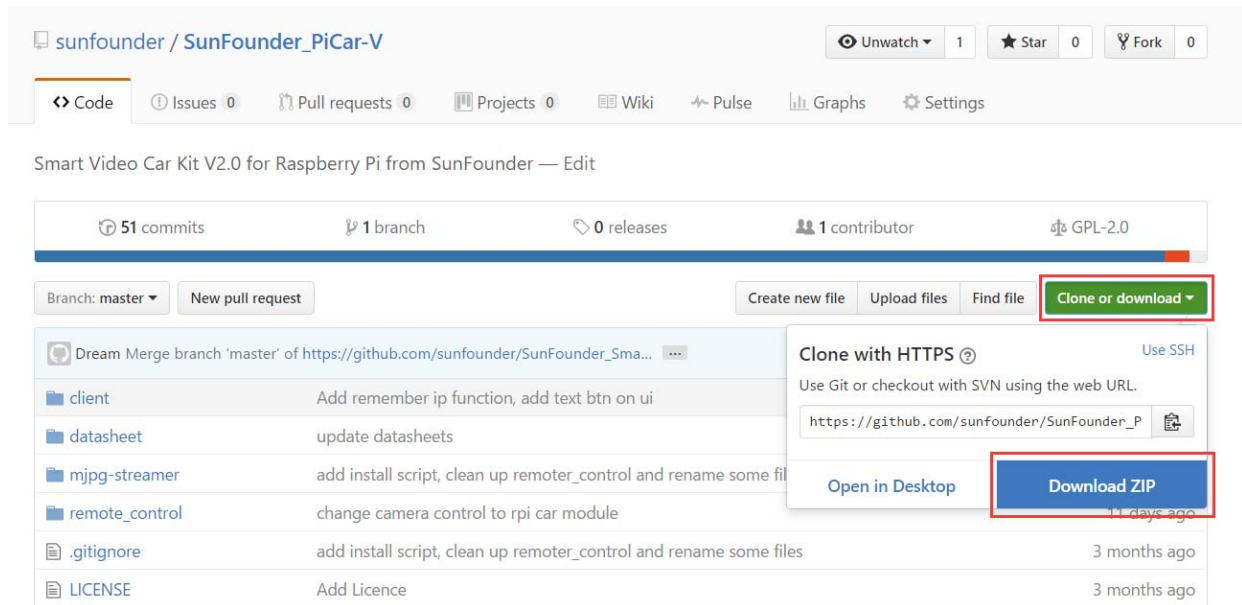 sunfounder / SunFounder_PiCar-V
Unwatch 1 Star 0 Fork 0
Code Issues 0 Pull requests 0 Projects 0 Wiki Pulse Graphs Settings
Smart Video Car Kit V2.0 for Raspberry Pi from SunFounder — Edit
51 commits 1 branch 0 releases 1 contributor GPL-2.0
Branch: master New pull request Create new file Upload files Find file Clone or download
Dream Merge branch 'master' of https://github.com/sunfounder/SunFounder_Sma... ...
Clone with HTTPS ? Use SSH
Use Git or checkout with SVN using the web URL.
https://github.com/sunfounder/SunFounder_P
Open in Desktop Download ZIP
client Add remember ip function, add text btn on ui
datasheet update datasheets
mjpg-streamer add install script, clean up remoter_control and rename some fil
remote_control change camera control to rpi car module 11 days ago
.gitignore add install script, clean up remoter_control and rename some files 3 months ago
LICENSE Add Licence 3 months ago